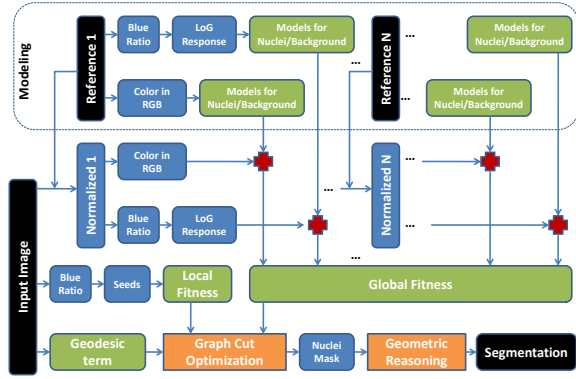 Modeling
Reference 1
Blue
Ratio
LoG
Response
Models for
Nuclei/Background
...
Reference N
...
Models for
Nuclei/Background
Color in
RGB
Models for
Nuclei/Background
...
Models for
Nuclei/Background
Input Image
Normalized 1
Color in
RGB
...
Normalized N
...
Blue
Ratio
LoG
Response
...
...
...
Blue
Ratio
Seeds
Local
Fitness
Global Fitness
Geodesic
term
Graph Cut
Optimization
Nuclei
Mask
Geometric
Reasoning
Segmentation